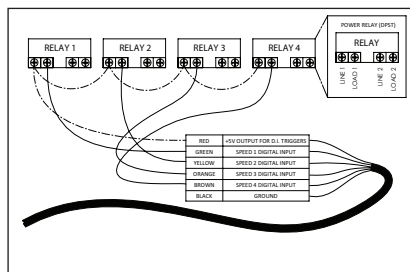 POWER RELAY (DPST)
RELAY 1
RELAY 2
RELAY 3
RELAY 4
RELAY
LINE 1
LOAD 1
LINE 2
LOAD 2
RED +5V OUTPUT FOR D.I. TRIGGERS
GREEN SPEED 1 DIGITAL INPUT
YELLOW SPEED 2 DIGITAL INPUT
ORANGE SPEED 3 DIGITAL INPUT
BROWN SPEED 4 DIGITAL INPUT
BLACK GROUND